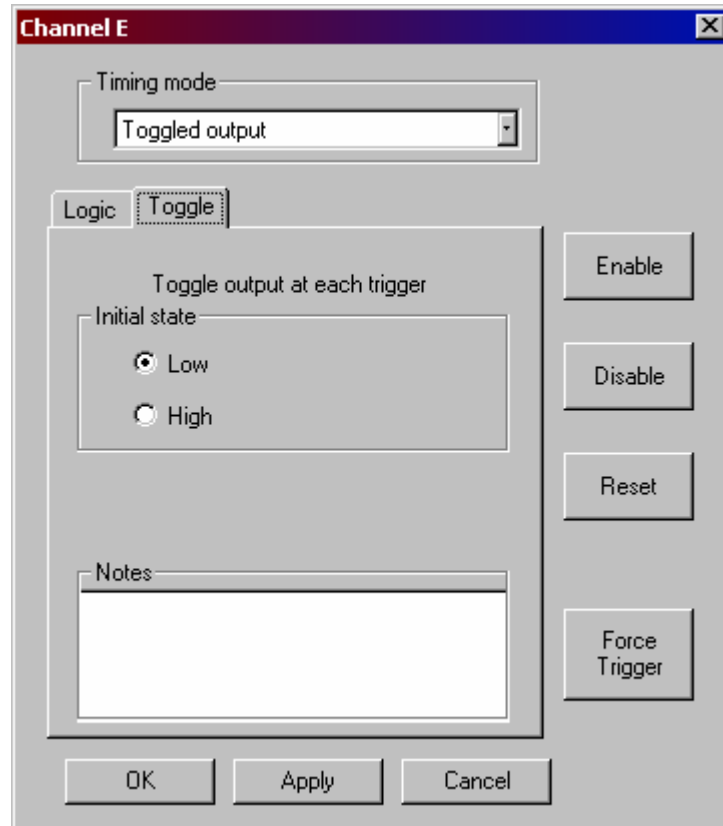 Channel E
Timing mode
Toggled output
Logic Toggle
Toggle output at each trigger
Initial state
Low
High
Notes
Enable
Disable
Reset
Force
Trigger
OK Apply Cancel